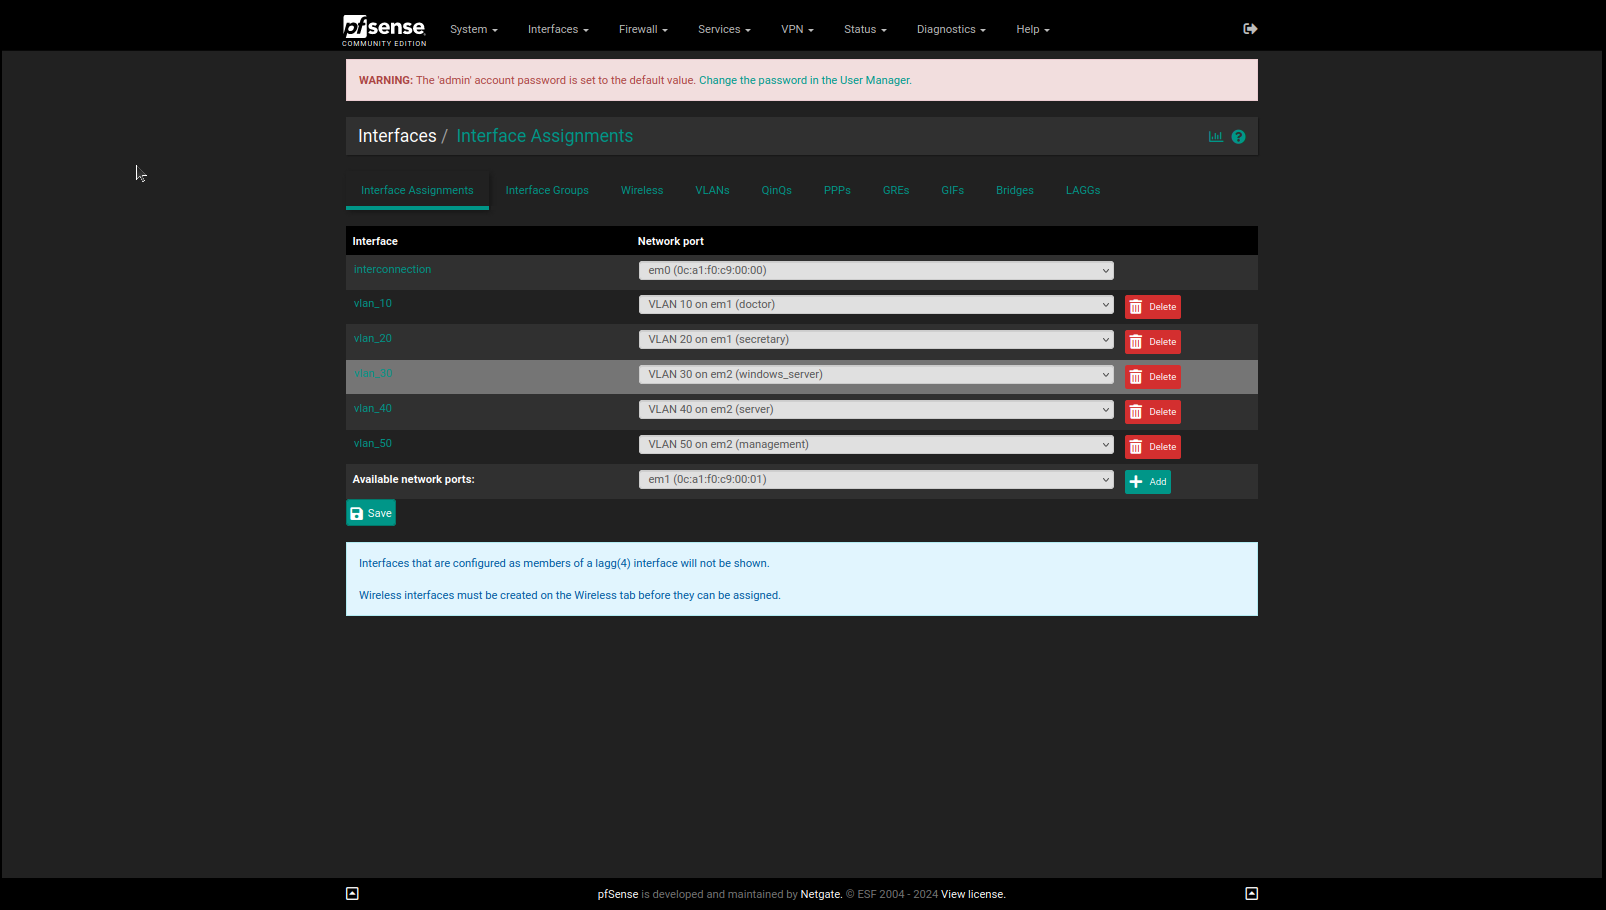 pfsense
COMMUNITY EDITION
System
Interfaces
Firewall
Services
VPN
Status
Diagnostics
Help
WARNING: The 'admin' account password is set to the default value. Change the password in the User Manager.
Interfaces / Interface Assignments
Interface Assignments
Interface Groups
Wireless
VLANs
QinQs
PPPs
GREs
GIFs
Bridges
LAGGs
Interface Network port
interconnection em0 (0c:a1:f0:c9:00:00)
vlan_10 VLAN 10 on em1 (doctor) Delete
vlan_20 VLAN 20 on em1 (secretary) Delete
vlan_30 VLAN 30 on em2 (windows_server) Delete
vlan_40 VLAN 40 on em2 (server) Delete
vlan_50 VLAN 50 on em2 (management) Delete
Available network ports: em1 (0c:a1:f0:c9:00:01) Add
Save
Interfaces that are configured as members of a lagg(4) interface will not be shown.
Wireless interfaces must be created on the Wireless tab before they can be assigned.
pfSense is developed and maintained by Netgate. © ESF 2004 - 2024 View license.